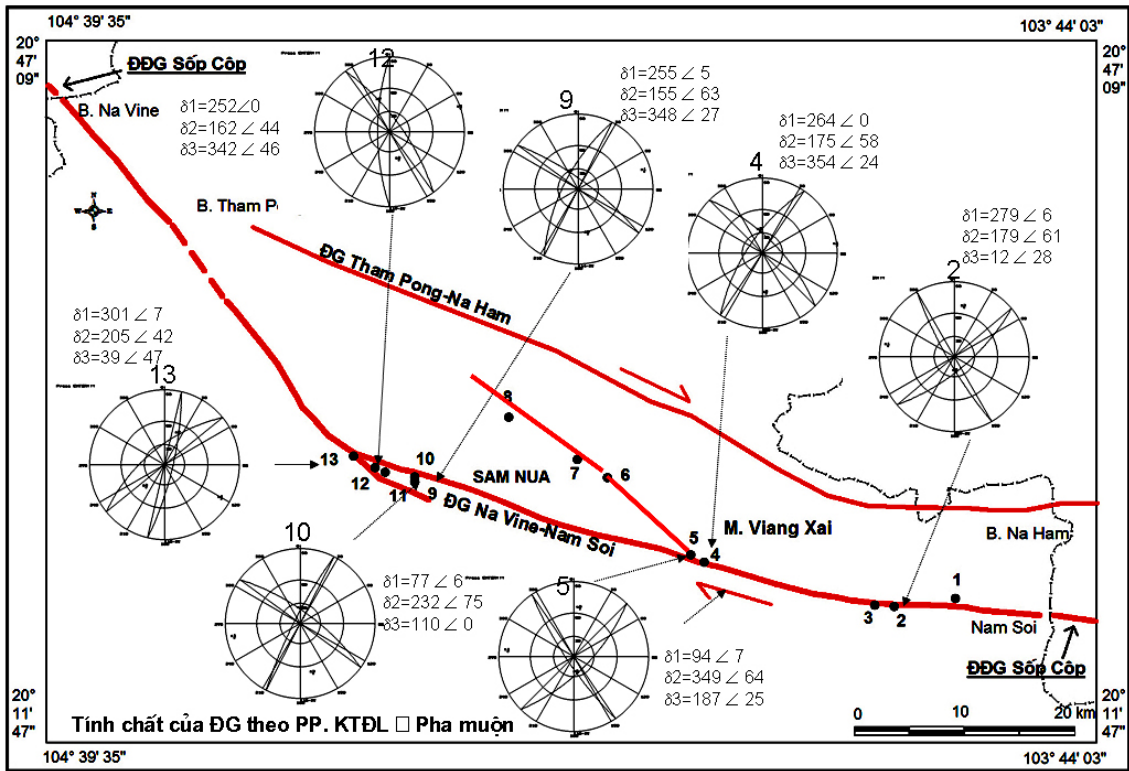 104° 39' 35"
103° 44' 03"
20°
47'
09"
20°
47'
09"
ĐĐG Sốp Cộp
B. Na Vine
12
δ1=252∠0
δ2=162 ∠ 44
δ3=342 ∠ 46
9
δ1=255 ∠ 5
δ2=155 ∠ 63
δ3=348 ∠ 27
4
δ1=264 ∠ 0
δ2=175 ∠ 58
δ3=354 ∠ 24
2
δ1=279 ∠ 6
δ2=179 ∠ 61
δ3=12 ∠ 28
N
W
E
S
B. Tham P
ĐG Tham Pong-Na Ham
δ1=301 ∠ 7
δ2=205 ∠ 42
δ3=39 ∠ 47
13
8
7
6
13
12
11
10
9
SAM NUA
ĐG Na Vine-Nam Soi
M. Viang Xai
5
4
3
2
1
B. Na Ham
Nam Soi
ĐĐG Sốp Cộp
10
δ1=77 ∠ 6
δ2=232 ∠ 75
δ3=110 ∠ 0
5
δ1=94 ∠ 7
δ2=349 ∠ 64
δ3=187 ∠ 25
0 10 20 km
Tính chất của ĐG theo PP. KTĐL □ Pha muộn
20°
11'
47"
20°
11'
47"
104° 39' 35"
103° 44' 03"